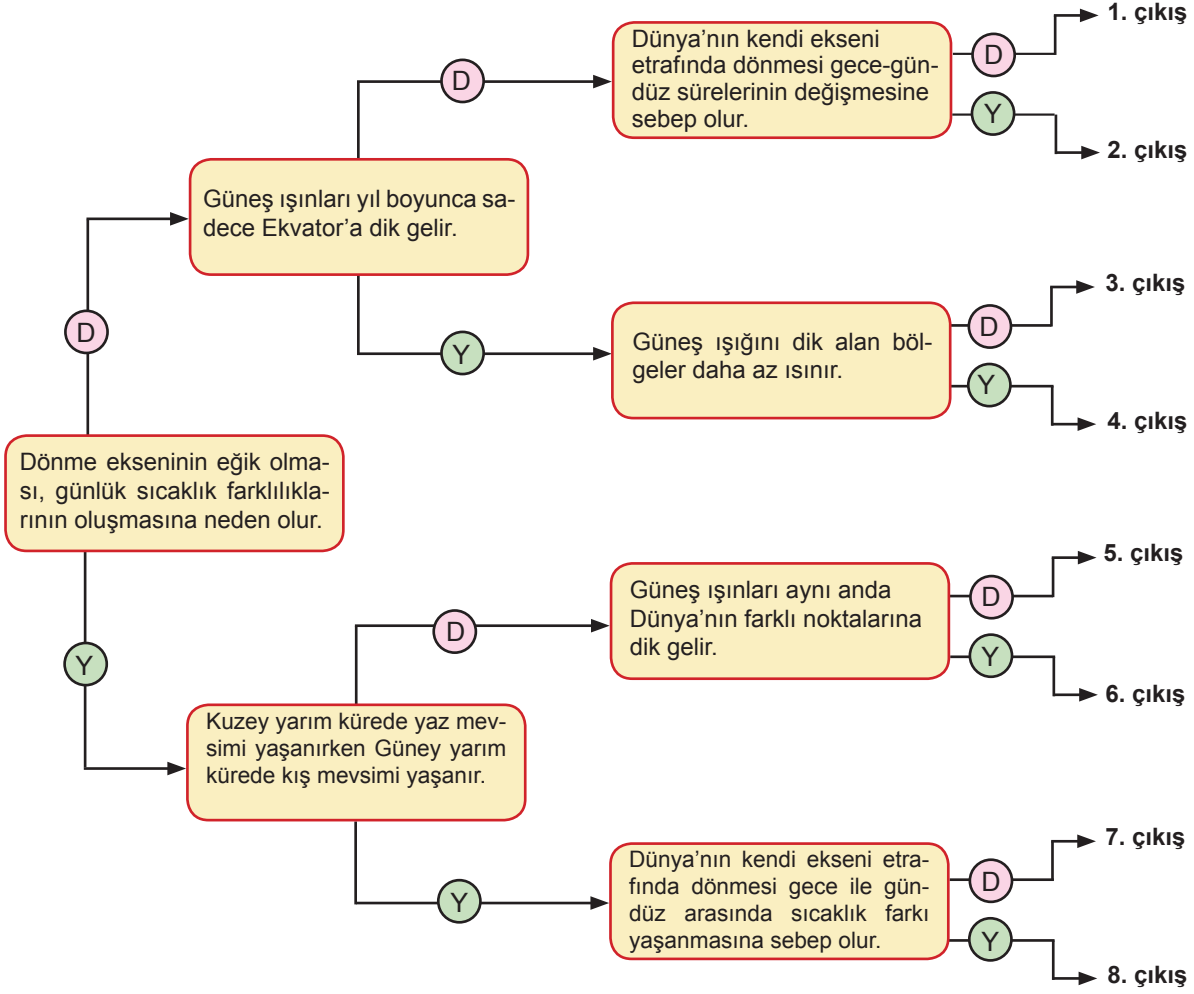 Dönme ekseninin eğik olma-
sı, günlük sıcaklık farklılıkla-
rının oluşmasına neden olur.
D
Güneş ışınları yıl boyunca sa-
dece Ekvator’a dik gelir.
D
Dünya’nın kendi ekseni
etrafında dönmesi gece-gün-
düz sürelerinin değişmesine
sebep olur.
D
1. çıkış
Y
2. çıkış
Y
Güneş ışığını dik alan böl-
geler daha az ısınır.
D
3. çıkış
Y
4. çıkış
Y
Kuzey yarım kürede yaz mev-
simi yaşanırken Güney yarım
kürede kış mevsimi yaşanır.
D
Güneş ışınları aynı anda
Dünya’nın farklı noktalarına
dik gelir.
D
5. çıkış
Y
6. çıkış
Y
Dünya’nın kendi ekseni etra-
fında dönmesi gece ile gün-
düz arasında sıcaklık farkı
yaşanmasına sebep olur.
D
7. çıkış
Y
8. çıkış